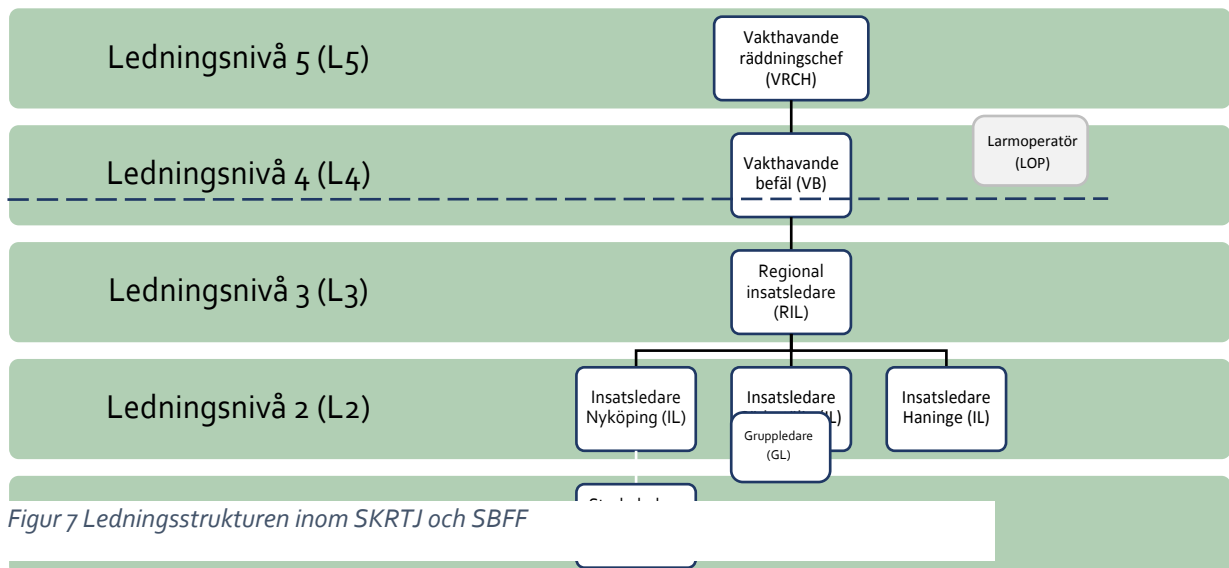 Ledningsnivå 5 (L5)
Vakthavande
räddningschef
(VRCH)
Ledningsnivå 4 (L4)
Vakthavande
befäl (VB)
Larmoperatör
(LOP)
Ledningsnivå 3 (L3)
Regional
insatsledare
(RIL)
Ledningsnivå 2 (L2)
Insatsledare
Nyköping (IL)
Insatsledare
Gruppledare
(GL)
Insatsledare
Haninge (IL)
Figur 7 Ledningsstrukturen inom SKRTJ och SBFF